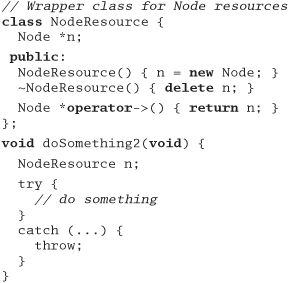 // Wrapper class for Node resources
class NodeResource {
  Node *n;
 public:
  NodeResource() { n = new Node; }
  ~NodeResource() { delete n; }
  Node *operator->() { return n; }
};
void doSomething2(void) {
  NodeResource n;
  try {
    // do something
  }
  catch (...) {
    throw;
  }
}